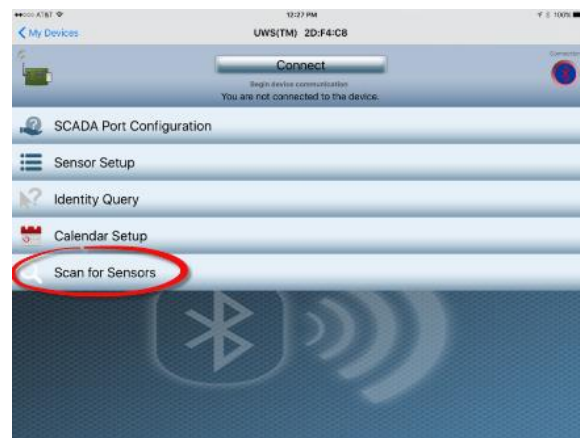 AT&T
12:27 PM
100%
My Devices
UWS(TM) 2D:F4:C8
Connect
Begin device communication
You are not connected to the device.
SCADA Port Configuration
Sensor Setup
Identity Query
Calendar Setup
Scan for Sensors